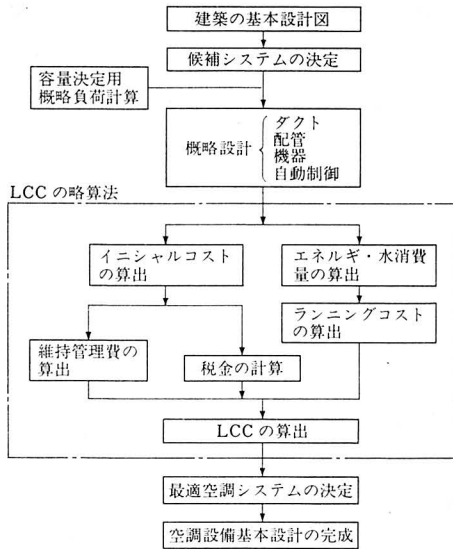 建築の基本設計図
候補システムの決定
容量決定用
概略負荷計算
概略設計
ダクト
配管
機器
自動制御
LCCの略算法
イニシャルコスト
の算出
エネルギ・水消費
量の算出
ランニングコスト
の算出
維持管理費の
算出
税金の計算
LCCの算出
最適空調システムの決定
空調設備基本設計の完成